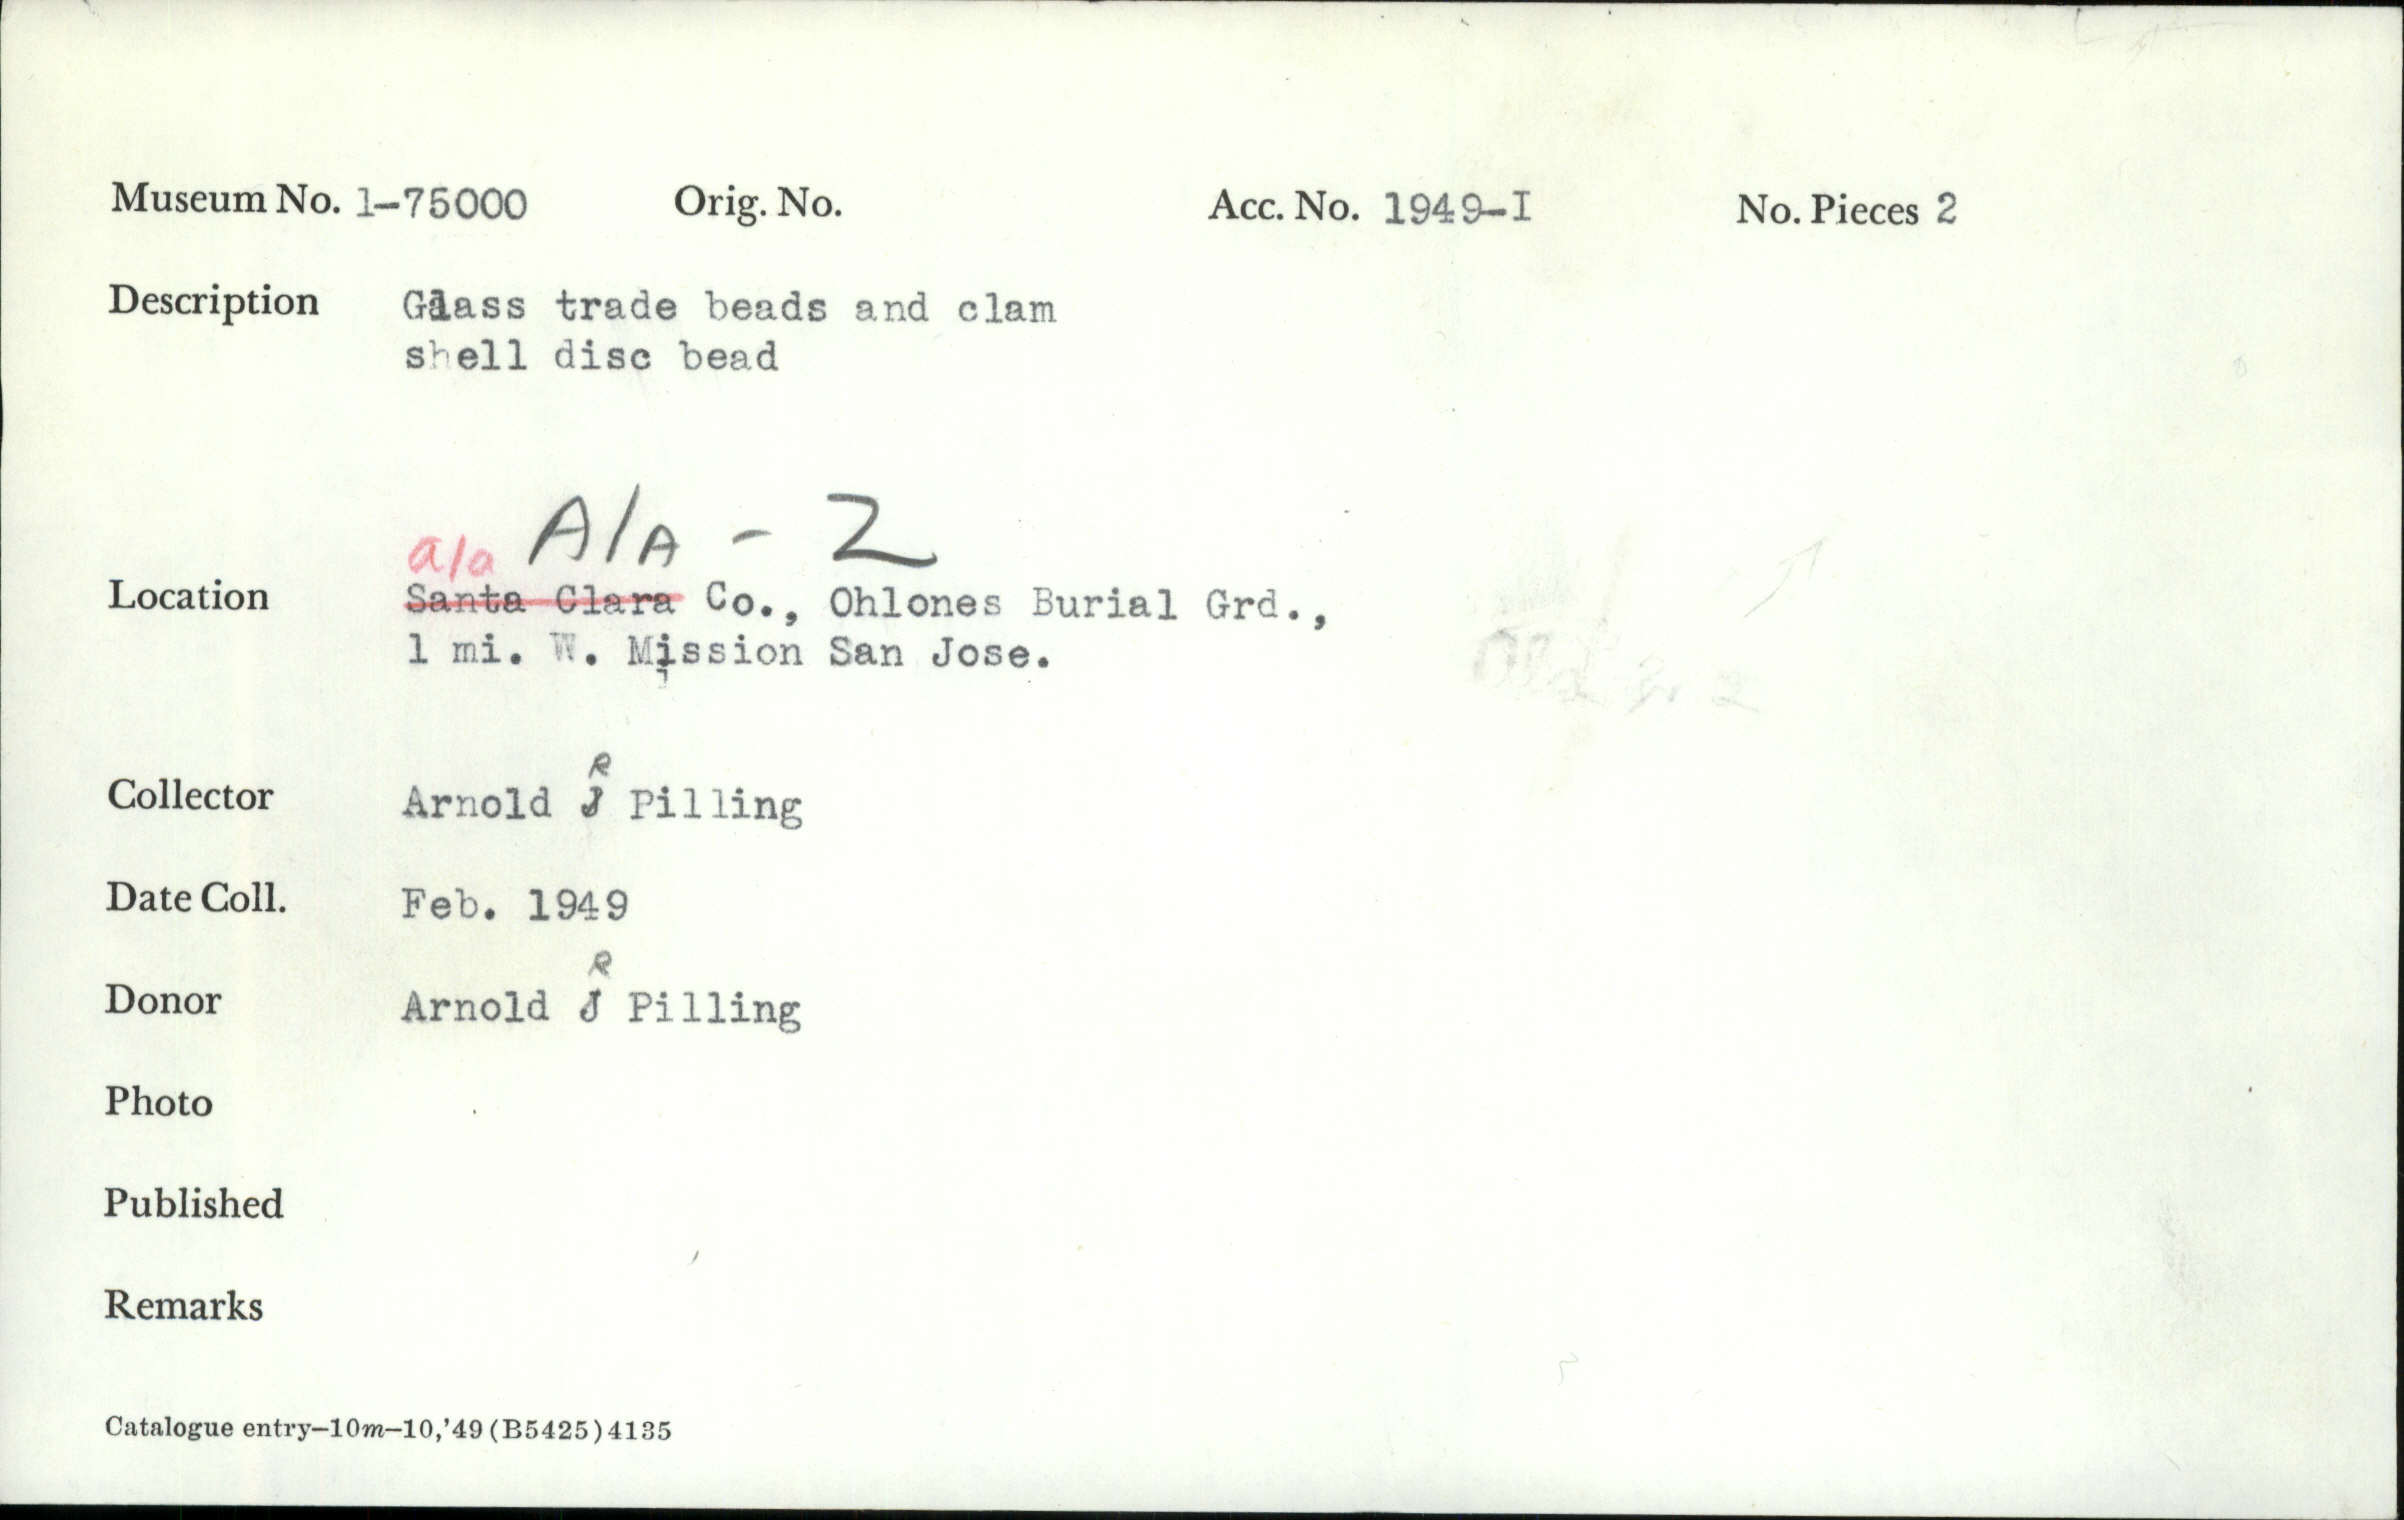 Museum No. 1-75000 Orig. No. Acc. No. 1949-I No. Pieces 2
Description Glass trade beads and clam
shell disc bead
ala AlA - 2
Location Santa Clara Co., Ohlones Burial Grd.,
1 mi. W. Mission San Jose.
R
Collector Arnold J Pilling
Date Coll. Feb. 1949
R
Donor Arnold J Pilling
Photo
Published
Remarks
Catalogue entry—10m—10,'49(B5425)4135